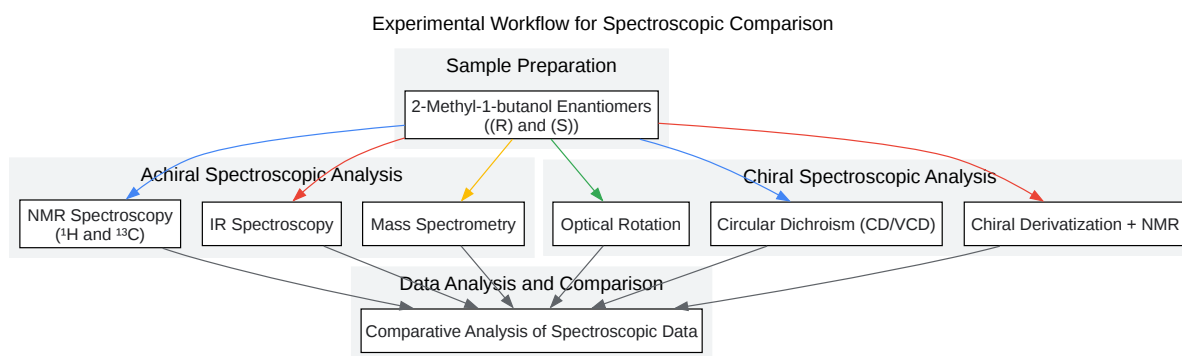 Experimental Workflow for Spectroscopic Comparison
Sample Preparation
2-Methyl-1-butanol Enantiomers
((R) and (S))
Achiral Spectroscopic Analysis
Chiral Spectroscopic Analysis
NMR Spectroscopy
(¹H and ¹³C)
IR Spectroscopy
Mass Spectrometry
Optical Rotation
Circular Dichroism (CD/VCD)
Chiral Derivatization + NMR
Data Analysis and Comparison
Comparative Analysis of Spectroscopic Data